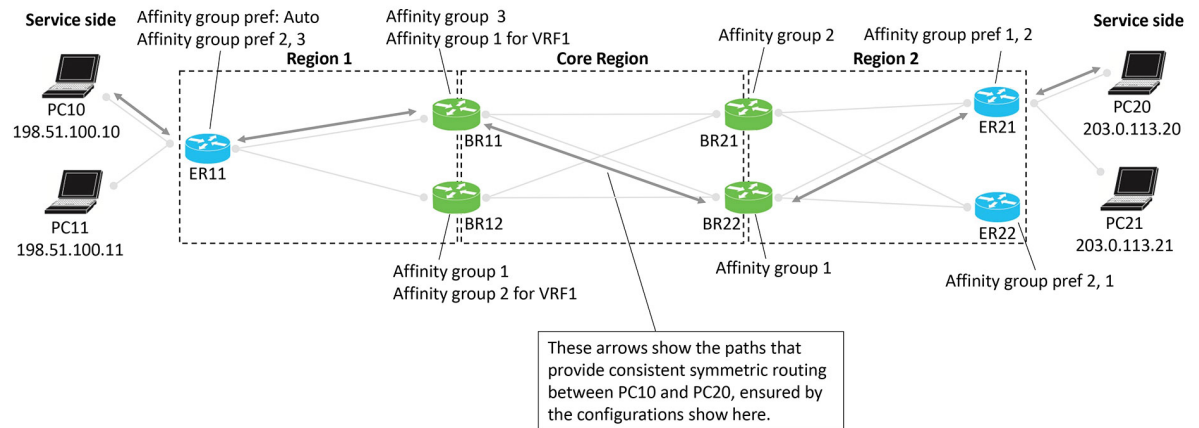 Service side
Affinity group pref: Auto
Affinity group pref 2, 3
Affinity group 3
Affinity group 1 for VRF1
Affinity group 2
Affinity group pref 1, 2
Service side
Region 1
Core Region
Region 2
PC10
198.51.100.10
PC11
198.51.100.11
ER11
BR11
BR12
BR21
BR22
ER21
ER22
PC20
203.0.113.20
PC21
203.0.113.21
Affinity group 1
Affinity group 2 for VRF1
Affinity group 1
Affinity group pref 2, 1
These arrows show the paths that
provide consistent symmetric routing
between PC10 and PC20, ensured by
the configurations show here.